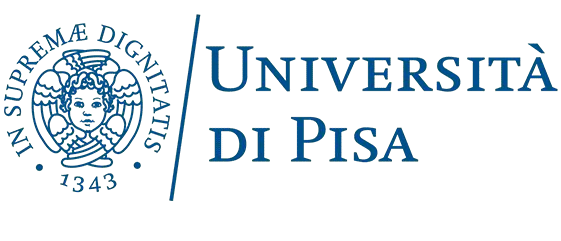 IN SUPREMÆ DIGNITATIS
· 1343 ·
UNIVERSITÀ
DI PISA